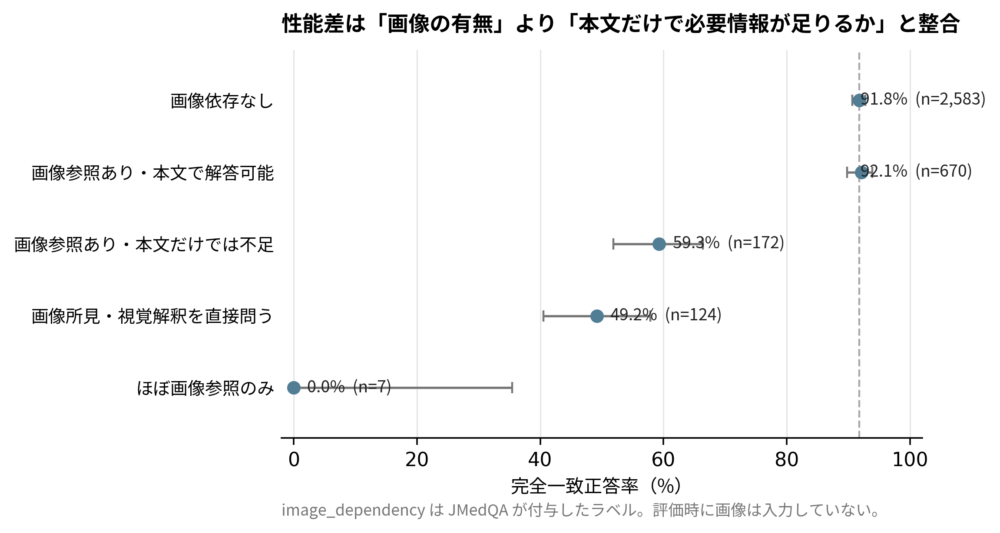 性能差は「画像の有無」より「本文だけで必要情報が足りるか」と整合
画像依存なし
91.8% (n=2,583)
画像参照あり・本文で解答可能
92.1% (n=670)
画像参照あり・本文だけでは不足
59.3% (n=172)
画像所見・視覚解釈を直接問う
49.2% (n=124)
ほぼ画像参照のみ
0.0% (n=7)
0 20 40 60 80 100
完全一致正答率（%）
image_dependency は JMedQA が付与したラベル。評価時に画像は入力していない。